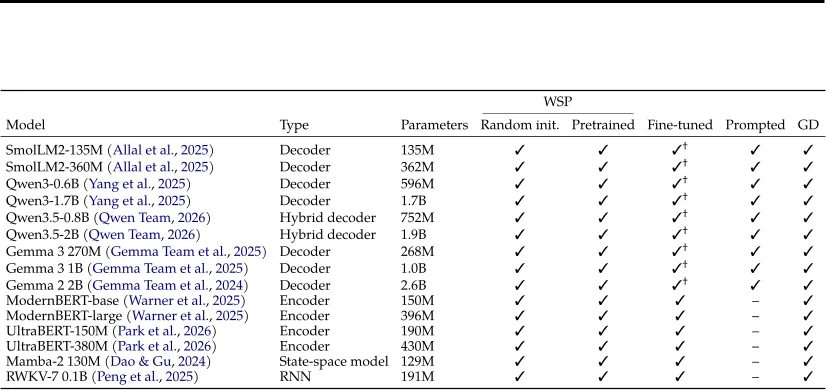 WSP
Model Type Parameters Random init. Pretrained Fine-tuned Prompted GD
SmolLM2-135M (Allal et al., 2025) Decoder 135M ✓ ✓ ✓† ✓ ✓
SmolLM2-360M (Allal et al., 2025) Decoder 362M ✓ ✓ ✓† ✓ ✓
Qwen3-0.6B (Yang et al., 2025) Decoder 596M ✓ ✓ ✓† ✓ ✓
Qwen3-1.7B (Yang et al., 2025) Decoder 1.7B ✓ ✓ ✓† ✓ ✓
Qwen3.5-0.8B (Qwen Team, 2026) Hybrid decoder 752M ✓ ✓ ✓† ✓ ✓
Qwen3.5-2B (Qwen Team, 2026) Hybrid decoder 1.9B ✓ ✓ ✓† ✓ ✓
Gemma 3 270M (Gemma Team et al., 2025) Decoder 268M ✓ ✓ ✓† ✓ ✓
Gemma 3 1B (Gemma Team et al., 2025) Decoder 1.0B ✓ ✓ ✓† ✓ ✓
Gemma 2 2B (Gemma Team et al., 2024) Decoder 2.6B ✓ ✓ ✓† ✓ ✓
ModernBERT-base (Warner et al., 2025) Encoder 150M ✓ ✓ ✓ – ✓
ModernBERT-large (Warner et al., 2025) Encoder 396M ✓ ✓ ✓ – ✓
UltraBERT-150M (Park et al., 2026) Encoder 190M ✓ ✓ ✓ – ✓
UltraBERT-380M (Park et al., 2026) Encoder 430M ✓ ✓ ✓ – ✓
Mamba-2 130M (Dao & Gu, 2024) State-space model 129M ✓ ✓ ✓ – ✓
RWKV-7 0.1B (Peng et al., 2025) RNN 191M ✓ ✓ ✓ – ✓